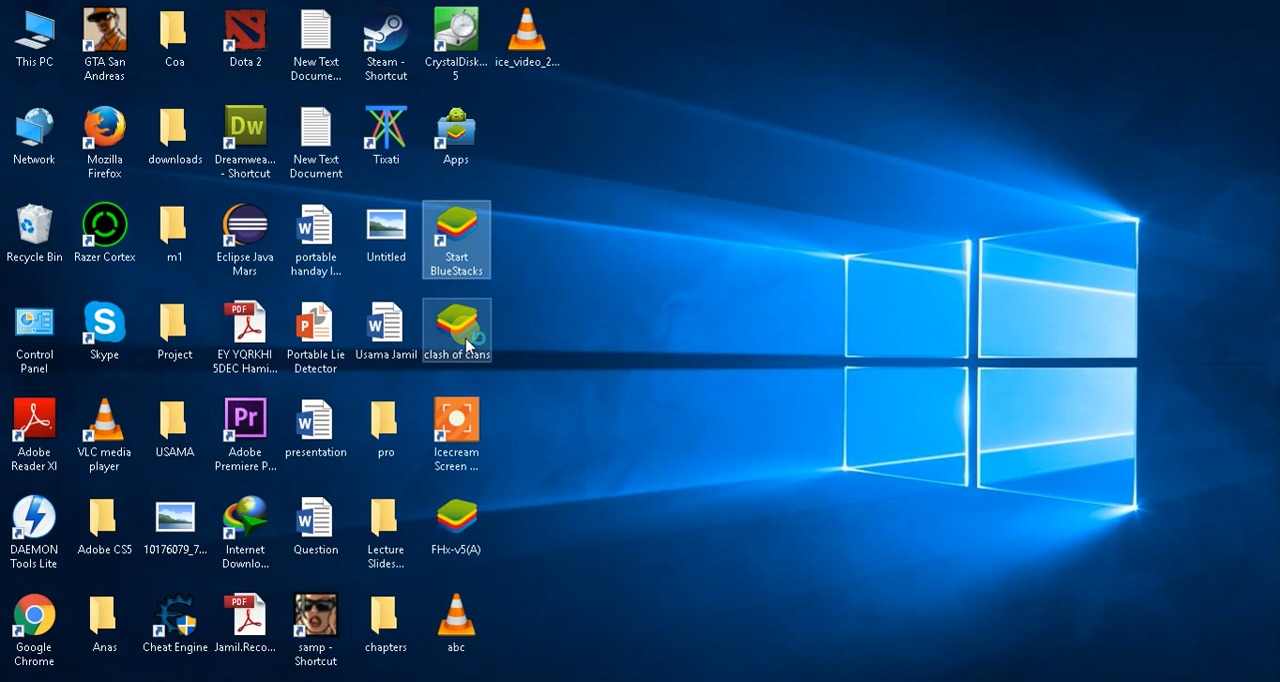 This PC
GTA San
Andreas
Coa
Dota 2
New Text
Docume...
Steam -
Shortcut
CrystalDisk...
5
ice_video_2...
Network
Mozilla
Firefox
downloads
Dw
Dreamwea...
- Shortcut
New Text
Document
Tixati
Apps
Recycle Bin
Razer Cortex
m1
Eclipse Java
Mars
W
portable
handay l...
Untitled
Start
BlueStacks
Control
Panel
S
Skype
Project
PDF
EY YQRKHI
5DEC Hami...
P
Portable Lie
Detector
W
Usama Jamil
clash of clans
Adobe
Reader XI
VLC media
player
USAMA
Pr
Adobe
Premiere P...
W
presentation
pro
Icecream
Screen ...
DAEMON
Tools Lite
Adobe CS5
10176079_7...
Internet
Downlo...
W
Question
Lecture
Slides...
FHx-v5(A)
Google
Chrome
Anas
Cheat Engine
PDF
Jamil.Reco...
samp -
Shortcut
chapters
abc